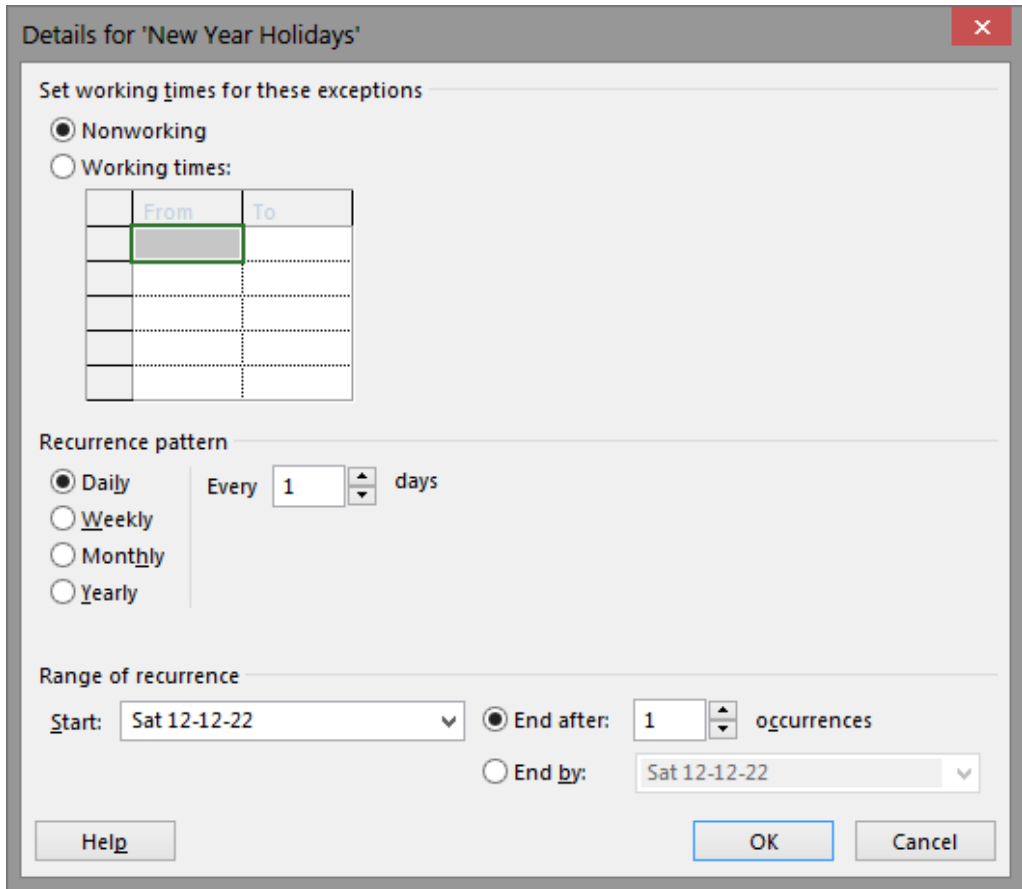 Details for 'New Year Holidays'
Set working times for these exceptions
Nonworking
Working times:
From To
Recurrence pattern
Daily Every 1 days
Weekly
Monthly
Yearly
Range of recurrence
Start: Sat 12-12-22 End after: 1 occurrences
End by: Sat 12-12-22
Help OK Cancel